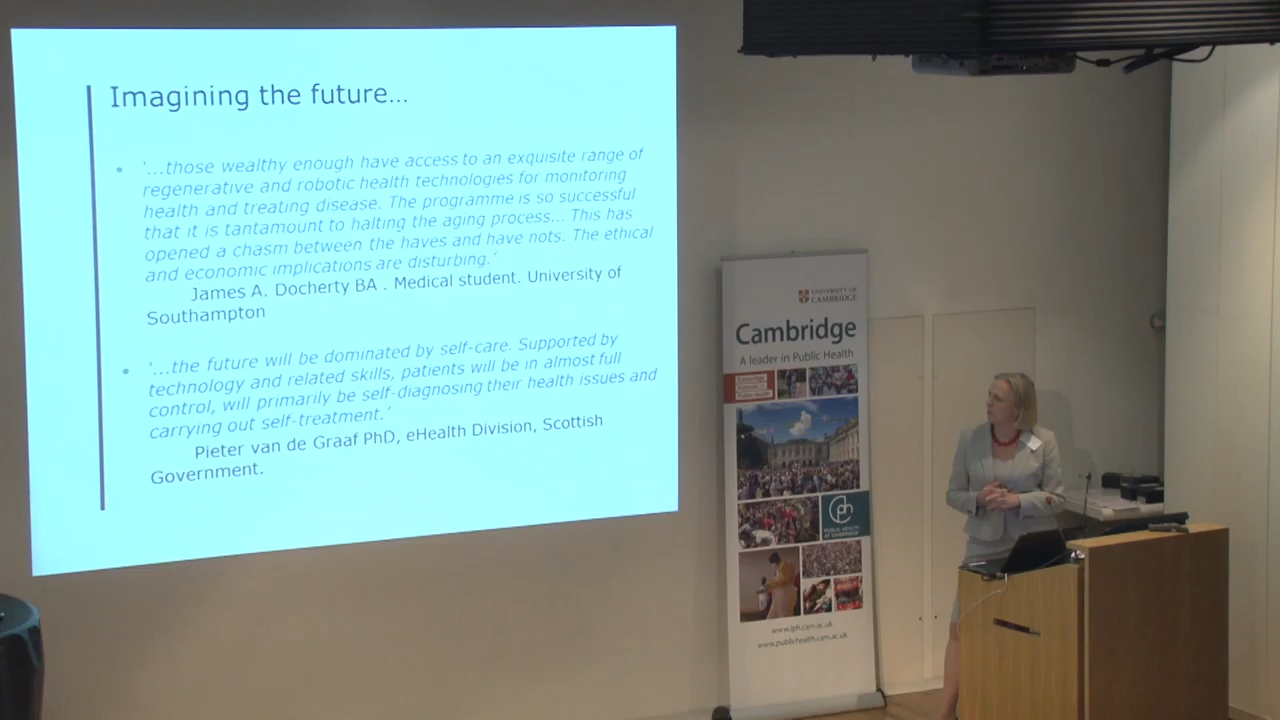 Imagining the future...
'...those wealthy enough have access to an exquisite range of
regenerative and robotic health technologies for monitoring
health and treating disease. The programme is so successful
that it is tantamount to halting the aging process... This has
opened a chasm between the haves and have nots. The ethical
and economic implications are disturbing.'
James A. Docherty BA . Medical student. University of
Southampton
'...the future will be dominated by self-care. Supported by
technology and related skills, patients will be in almost full
control, will primarily be self-diagnosing their health issues and
carrying out self-treatment.'
Pieter van de Graaf PhD, eHealth Division, Scottish
Government.
UNIVERSITY OF
CAMBRIDGE
Cambridge
A leader in Public Health
Cambridge
Institute of
Public Health
PUBLIC HEALTH
AT CAMBRIDGE
www.iph.cam.ac.uk
www.publichealth.cam.ac.uk